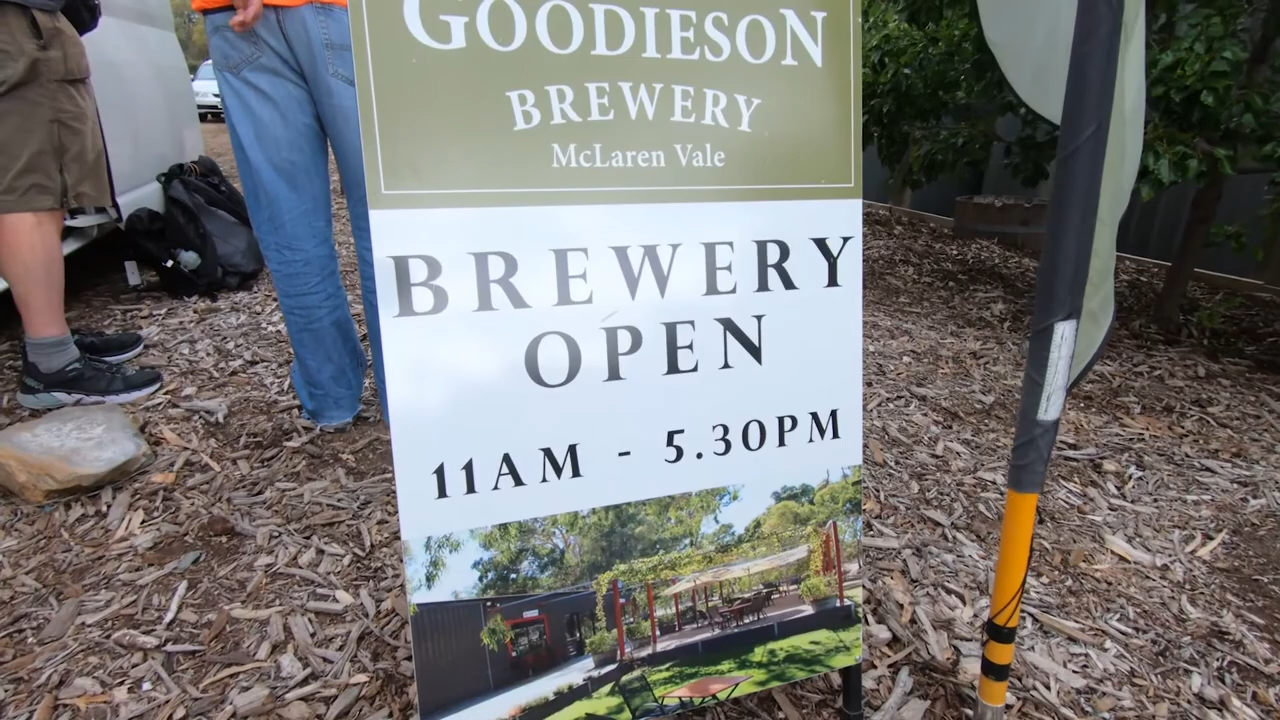 GOODIESON
BREWERY
McLaren Vale
BREWERY
OPEN
11AM - 5.30PM